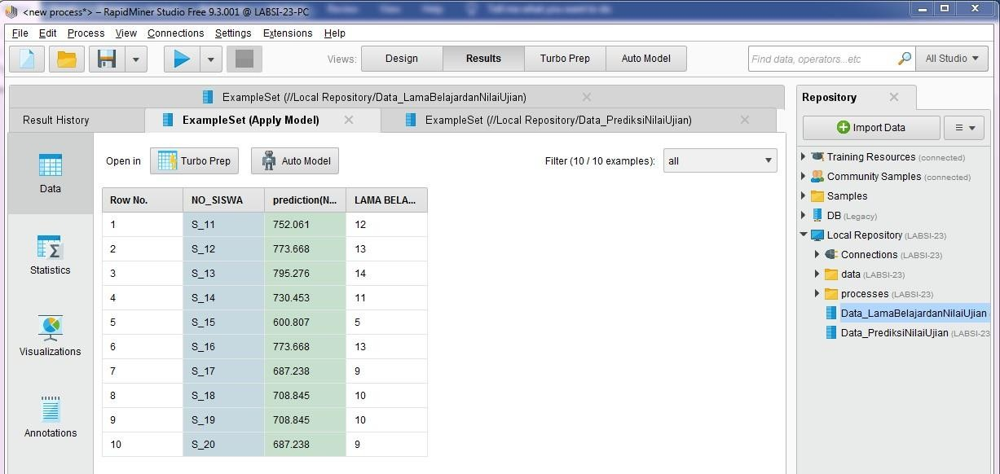 <new process*> – RapidMiner Studio Free 9.3.001 @ LABSI-23-PC
File Edit Process View Connections Settings Extensions Help
Views: Design Results Turbo Prep Auto Model Find data, operators...etc All Studio
ExampleSet (//Local Repository/Data_LamaBelajardanNilaiUjian)
Result History ExampleSet (Apply Model) ExampleSet (//Local Repository/Data_PrediksiNilaiUjian)
Data
Statistics
Visualizations
Annotations
Open in Turbo Prep Auto Model Filter (10 / 10 examples): all
Row No. NO_SISWA prediction(N... LAMA BELA...
1 S_11 752.061 12
2 S_12 773.668 13
3 S_13 795.276 14
4 S_14 730.453 11
5 S_15 600.807 5
6 S_16 773.668 13
7 S_17 687.238 9
8 S_18 708.845 10
9 S_19 708.845 10
10 S_20 687.238 9
Repository
Import Data
Training Resources (connected)
Community Samples (connected)
Samples
DB (Legacy)
Local Repository (LABSI-23)
Connections (LABSI-23)
data (LABSI-23)
processes (LABSI-23)
Data_LamaBelajardanNilaiUjian
Data_PrediksiNilaiUjian (LABSI-23